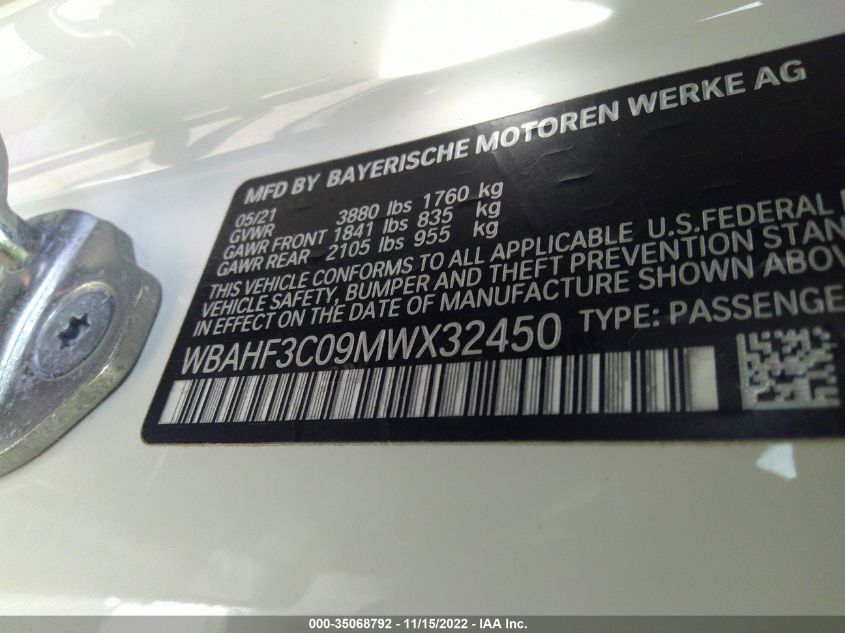 MFD BY BAYERISCHE MOTOREN WERKE AG
05/21
GVWR 3880 lbs 1760 kg
GAWR FRONT 1841 lbs 835 kg
GAWR REAR 2105 lbs 955 kg
THIS VEHICLE CONFORMS TO ALL APPLICABLE U.S.FEDERAL
VEHICLE SAFETY, BUMPER AND THEFT PREVENTION STAN
IN EFFECT ON THE DATE OF MANUFACTURE SHOWN ABOV
WBAHF3C09MWX32450 TYPE: PASSENGE
000-35068792 - 11/15/2022 - IAA Inc.